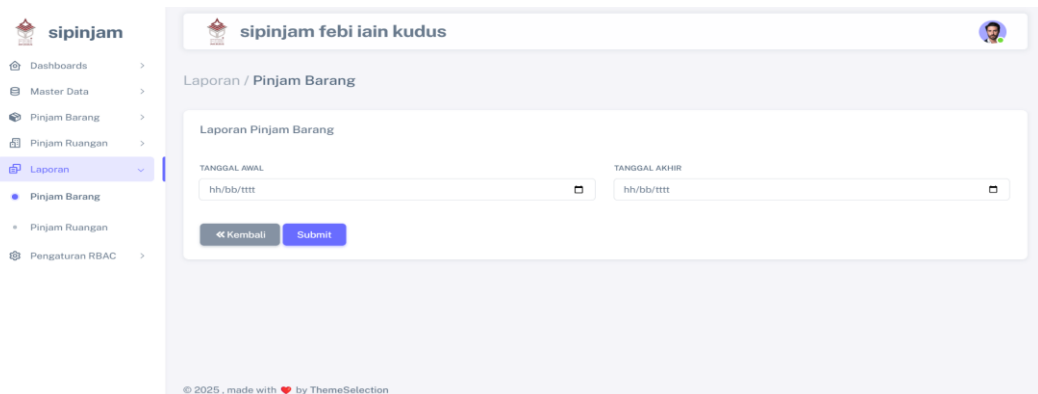 sipinjam
Dashboards
Master Data
Pinjam Barang
Pinjam Ruangan
Laporan
Pinjam Barang
Pinjam Ruangan
Pengaturan RBAC
sipinjam febi iain kudus
Laporan / Pinjam Barang
Laporan Pinjam Barang
TANGGAL AWAL
TANGGAL AKHIR
hh/bb/tttt
hh/bb/tttt
Kembali
Submit
© 2025 , made with ❤️ by ThemeSelection